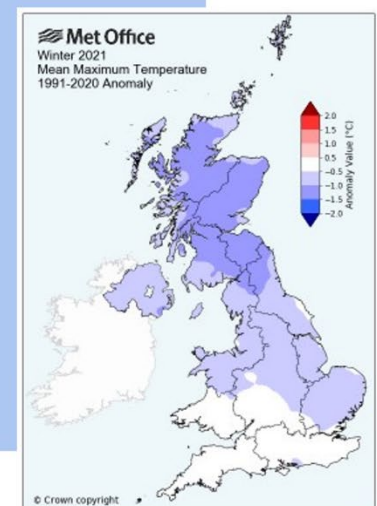 Met Office
Winter 2021
Mean Maximum Temperature
1991-2020 Anomaly
2.0
1.5
1.0
0.5
−0.5
−1.0
−1.5
−2.0
Anomaly Value (°C)
© Crown copyright